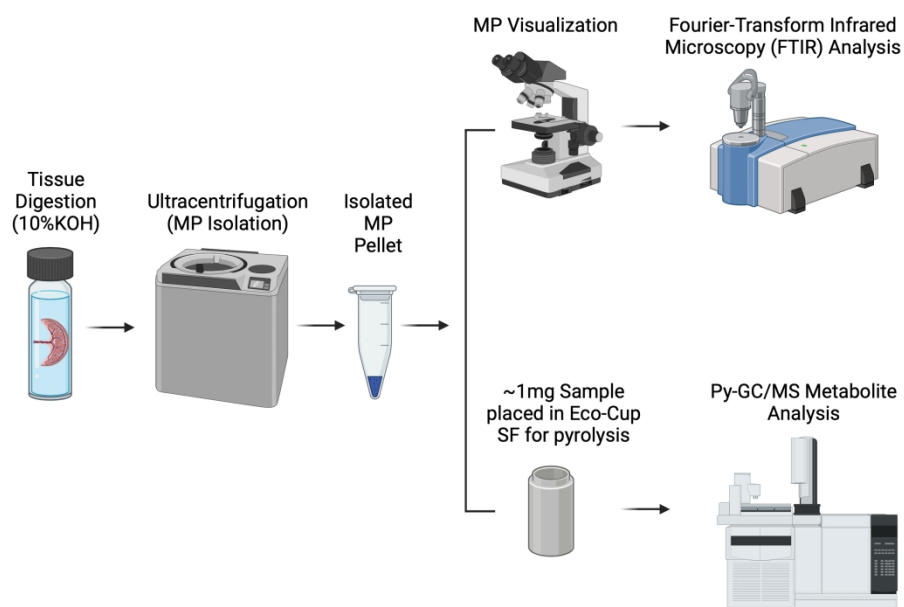 MP Visualization
Fourier-Transform Infrared
Microscopy (FTIR) Analysis
Tissue
Digestion
(10%KOH)
Ultracentrifugation
(MP Isolation)
Isolated
MP
Pellet
~1mg Sample
placed in Eco-Cup
SF for pyrolysis
Py-GC/MS Metabolite
Analysis